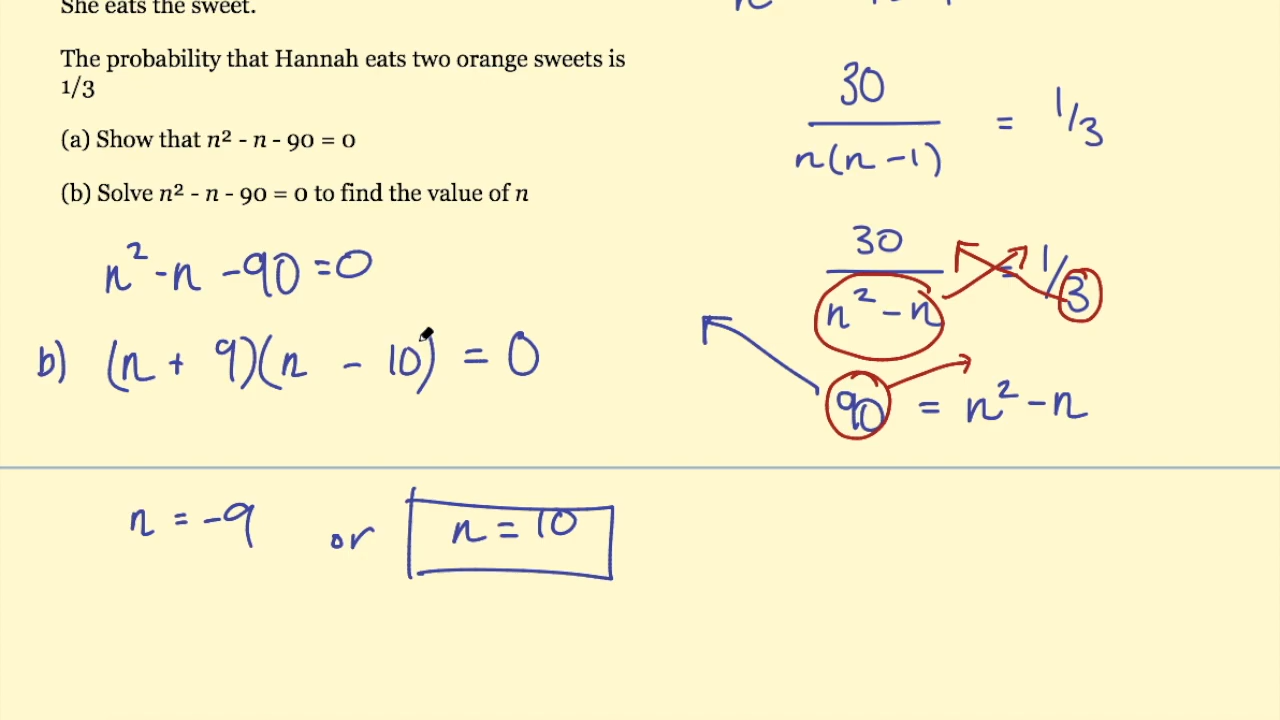 She eats the sweet.
The probability that Hannah eats two orange sweets is
1/3
(a) Show that n² - n - 90 = 0
(b) Solve n² - n - 90 = 0 to find the value of n
n² - n - 90 = 0
b) (n + 9)(n - 10) = 0
n = -9 or n = 10
30
n(n - 1) = 1/3
30
n² - n = 1/3
90 = n² - n